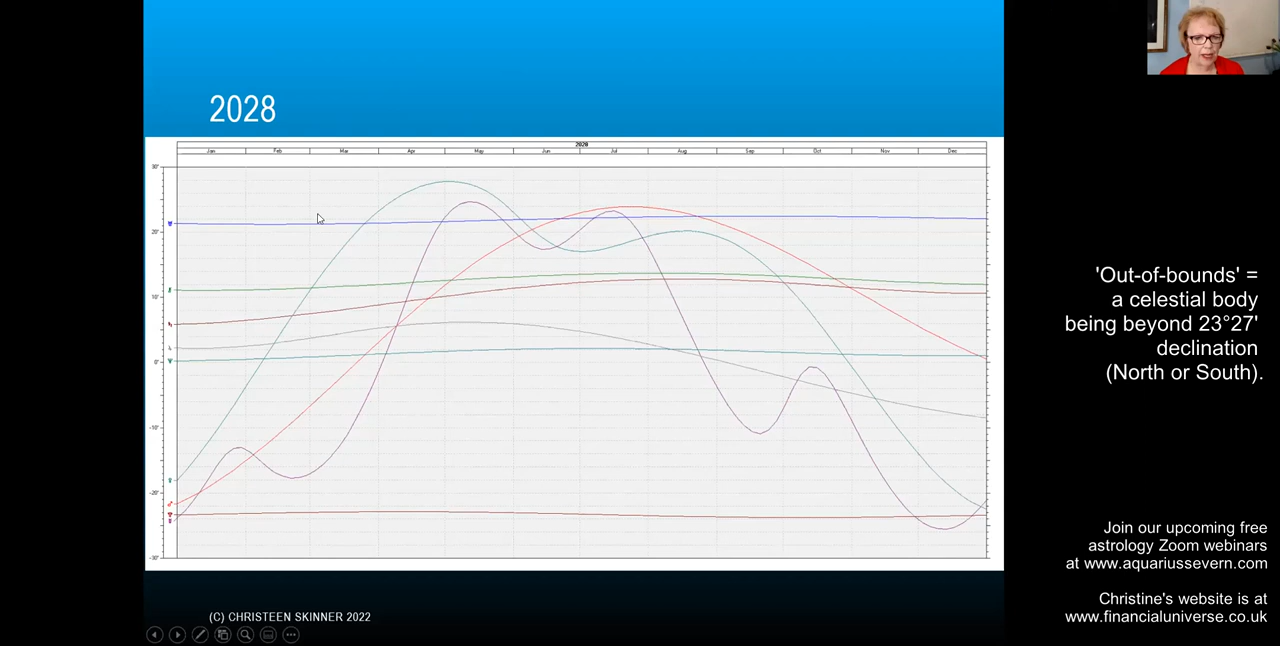 2028
2028
Jan Feb Mar Apr May Jun Jul Aug Sep Oct Nov Dec
30°
20°
10°
0°
-10°
-20°
-30°
'Out-of-bounds' =
a celestial body
being beyond 23°27'
declination
(North or South).
Join our upcoming free
astrology Zoom webinars
at www.aquariussevern.com
Christine's website is at
www.financialuniverse.co.uk
(C) CHRISTEEN SKINNER 2022